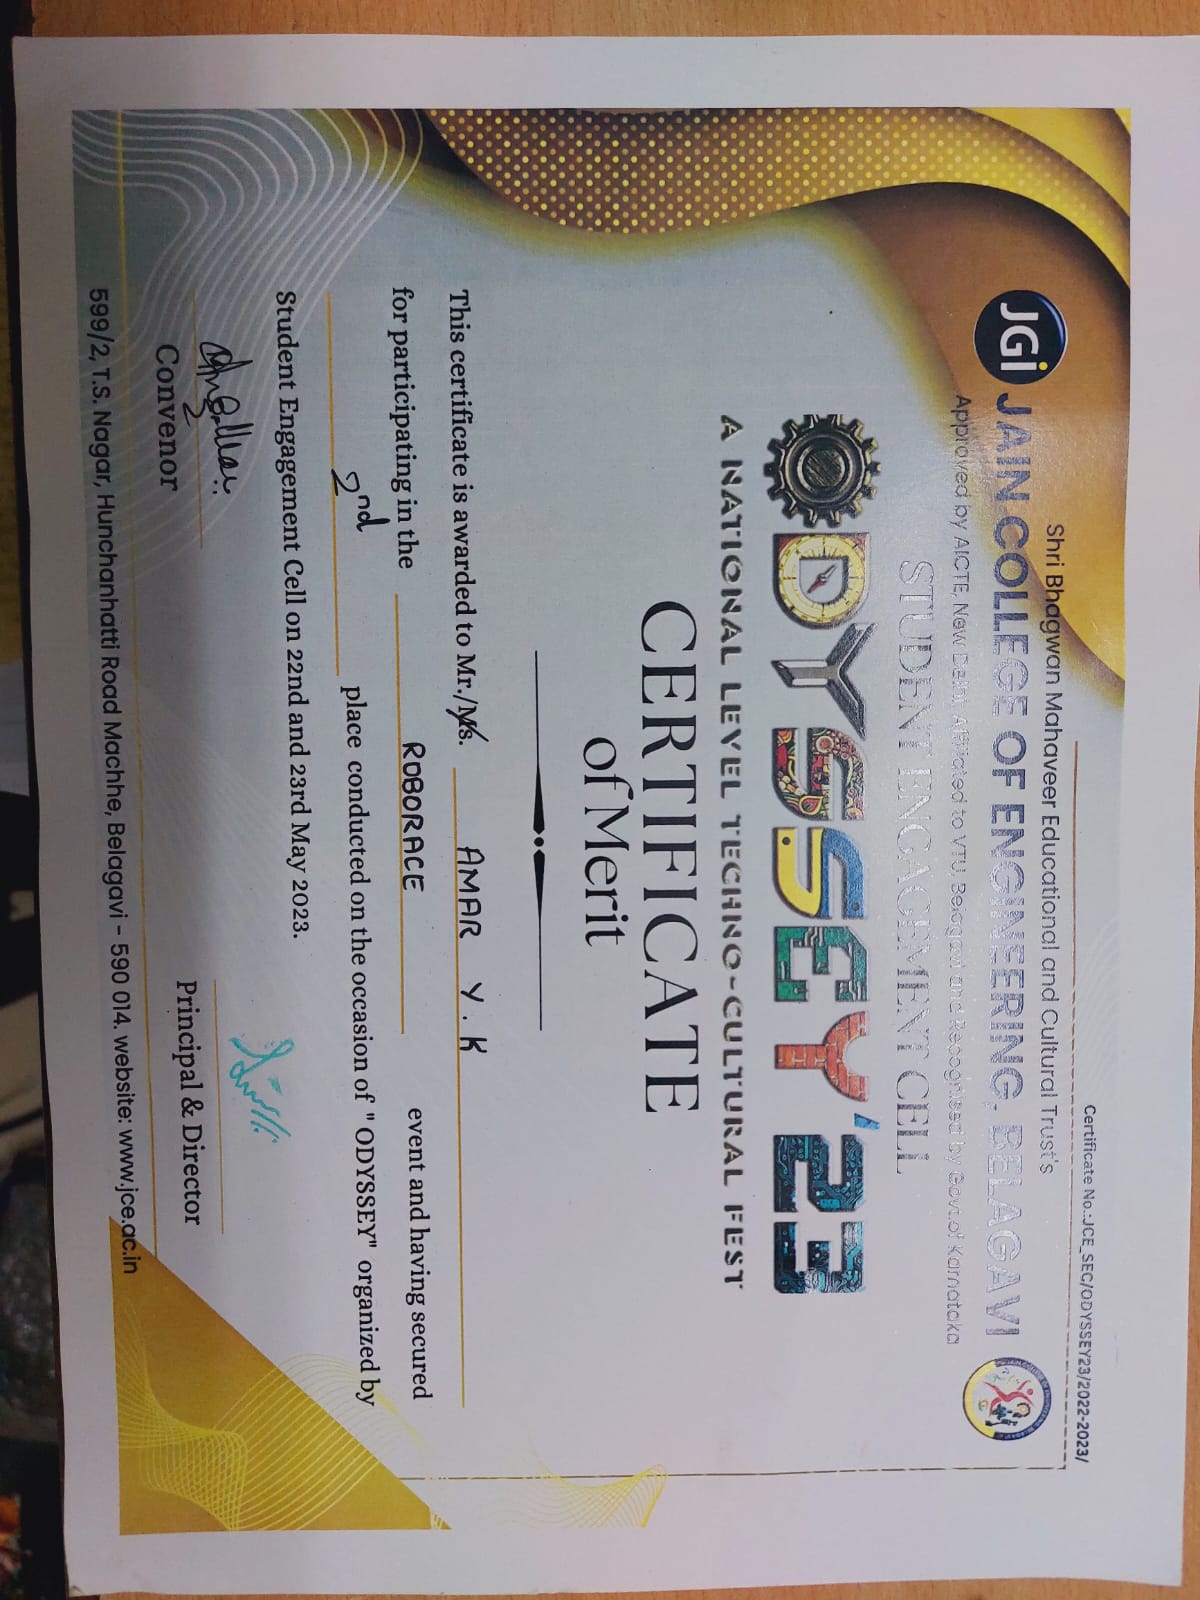 Certificate No.:JCE_SEC/ODYSSEY23/2022-2023/
Shri Bhagwan Mahaveer Educational and Cultural Trust's
JGi
JAIN COLLEGE OF ENGINEERING, BELAGAVI
Approved by AICTE, New Delhi, Affiliated to VTU, Belagavi and Recognised by Govt.of Karnataka
STUDENT ENGAGEMENT CELL
ODYSSEY'23
A NATIONAL LEVEL TECHNO-CULTURAL FEST
CERTIFICATE
of Merit
This certificate is awarded to Mr./Ms. AMAR Y.K
for participating in the ROBORACE event and having secured
2nd place conducted on the occasion of " ODYSSEY" organized by
Student Engagement Cell on 22nd and 23rd May 2023.
Convenor
Principal & Director
599/2, T.S. Nagar, Hunchanhatti Road Machhe, Belagavi - 590 014. website: www.jce.ac.in